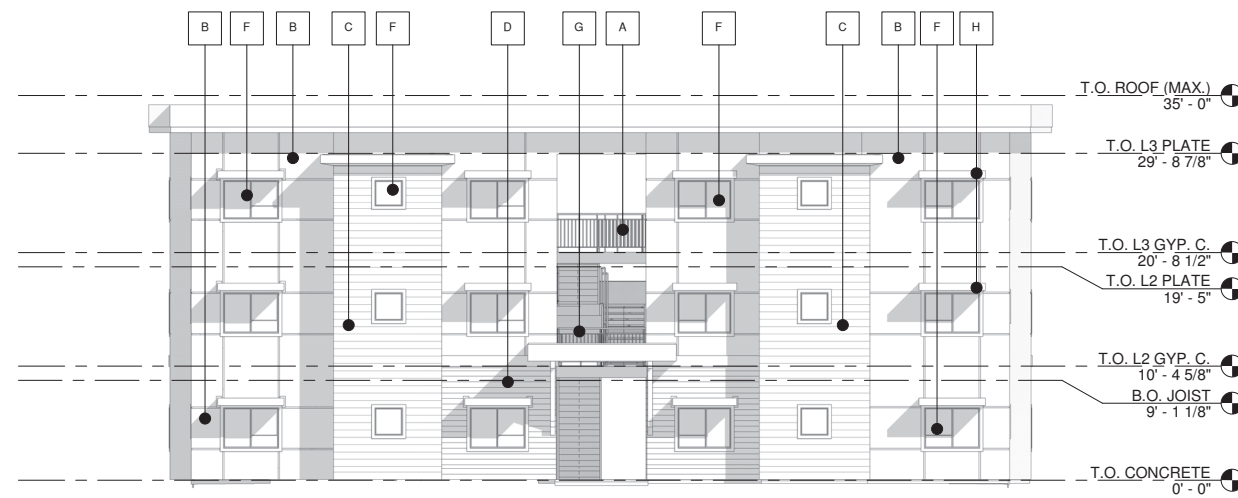 B F B C F D G A F C B F H
T.O. ROOF (MAX.)
35' - 0"
T.O. L3 PLATE
29' - 8 7/8"
T.O. L3 GYP. C.
20' - 8 1/2"
T.O. L2 PLATE
19' - 5"
T.O. L2 GYP. C.
10' - 4 5/8"
B.O. JOIST
9' - 1 1/8"
T.O. CONCRETE
0' - 0"